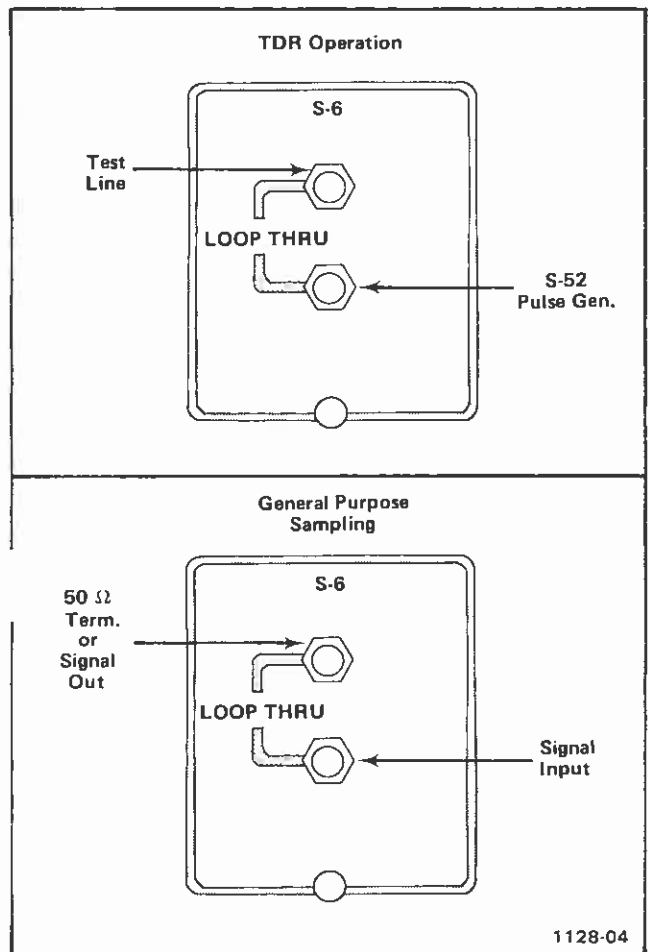 TDR Operation
S-6
Test
Line
LOOP THRU
S-52
Pulse Gen.
General Purpose
Sampling
S-6
50 Ω
Term.
or
Signal
Out
LOOP THRU
Signal
Input
1128-04